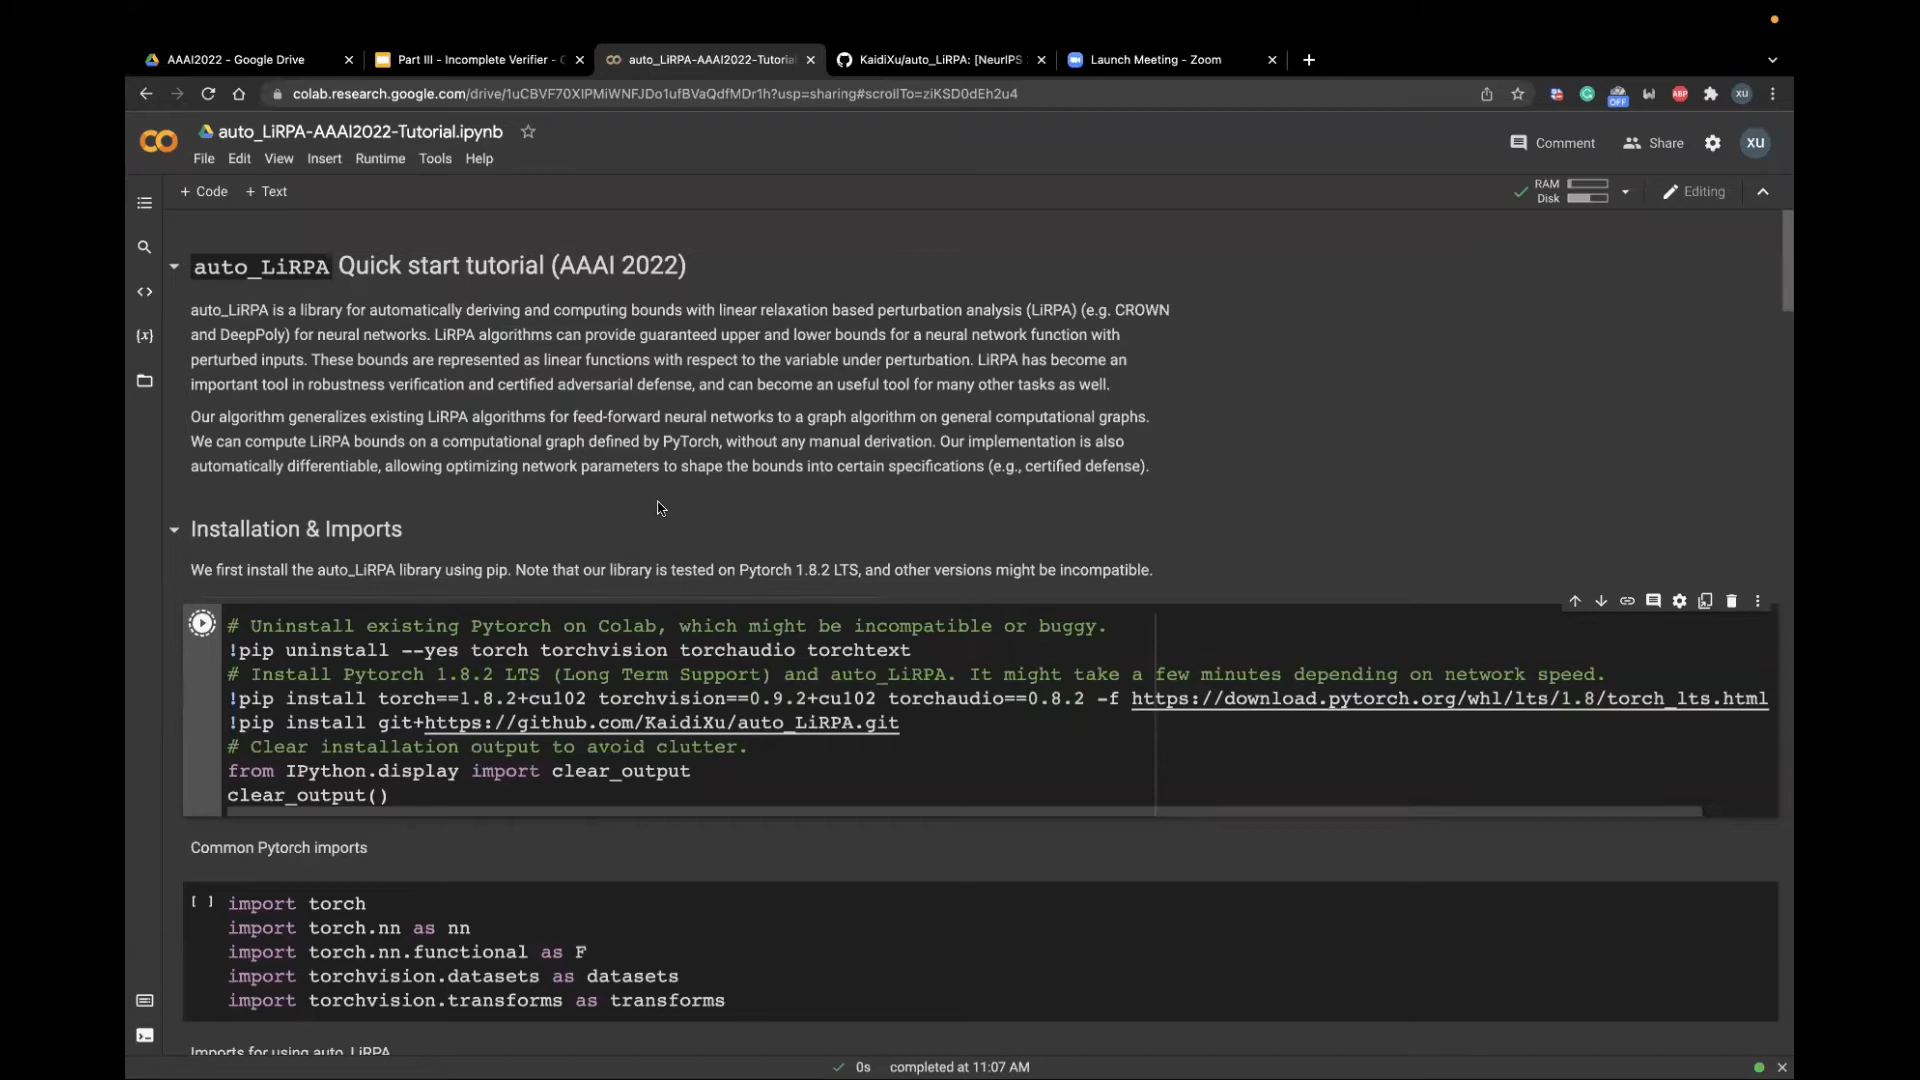 AAAI2022 - Google Drive
Part III - Incomplete Verifier -
auto_LiRPA-AAAI2022-Tutorial
KaidiXu/auto_LiRPA: [NeurIPS
Launch Meeting - Zoom
colab.research.google.com/drive/1uCBVF70XIPMiWNFJDo1ufBVaQdfMDr1h?usp=sharing#scrollTo=ziKSD0dEh2u4
OFF
ABP
XU
auto_LiRPA-AAAI2022-Tutorial.ipynb
Comment
Share
XU
File Edit View Insert Runtime Tools Help
+ Code + Text
RAM
Disk
Editing
auto_LiRPA Quick start tutorial (AAAI 2022)
auto_LiRPA is a library for automatically deriving and computing bounds with linear relaxation based perturbation analysis (LiRPA) (e.g. CROWN
and DeepPoly) for neural networks. LiRPA algorithms can provide guaranteed upper and lower bounds for a neural network function with
perturbed inputs. These bounds are represented as linear functions with respect to the variable under perturbation. LiRPA has become an
important tool in robustness verification and certified adversarial defense, and can become an useful tool for many other tasks as well.
Our algorithm generalizes existing LiRPA algorithms for feed-forward neural networks to a graph algorithm on general computational graphs.
We can compute LiRPA bounds on a computational graph defined by PyTorch, without any manual derivation. Our implementation is also
automatically differentiable, allowing optimizing network parameters to shape the bounds into certain specifications (e.g., certified defense).
Installation & Imports
We first install the auto_LiRPA library using pip. Note that our library is tested on Pytorch 1.8.2 LTS, and other versions might be incompatible.
# Uninstall existing Pytorch on Colab, which might be incompatible or buggy.
!pip uninstall --yes torch torchvision torchaudio torchtext
# Install Pytorch 1.8.2 LTS (Long Term Support) and auto_LiRPA. It might take a few minutes depending on network speed.
!pip install torch==1.8.2+cu102 torchvision==0.9.2+cu102 torchaudio==0.8.2 -f https://download.pytorch.org/whl/lts/1.8/torch_lts.html
!pip install git+https://github.com/KaidiXu/auto_LiRPA.git
# Clear installation output to avoid clutter.
from IPython.display import clear_output
clear_output()
Common Pytorch imports
[ ] import torch
import torch.nn as nn
import torch.nn.functional as F
import torchvision.datasets as datasets
import torchvision.transforms as transforms
Imports for using auto_LiRPA
0s completed at 11:07 AM